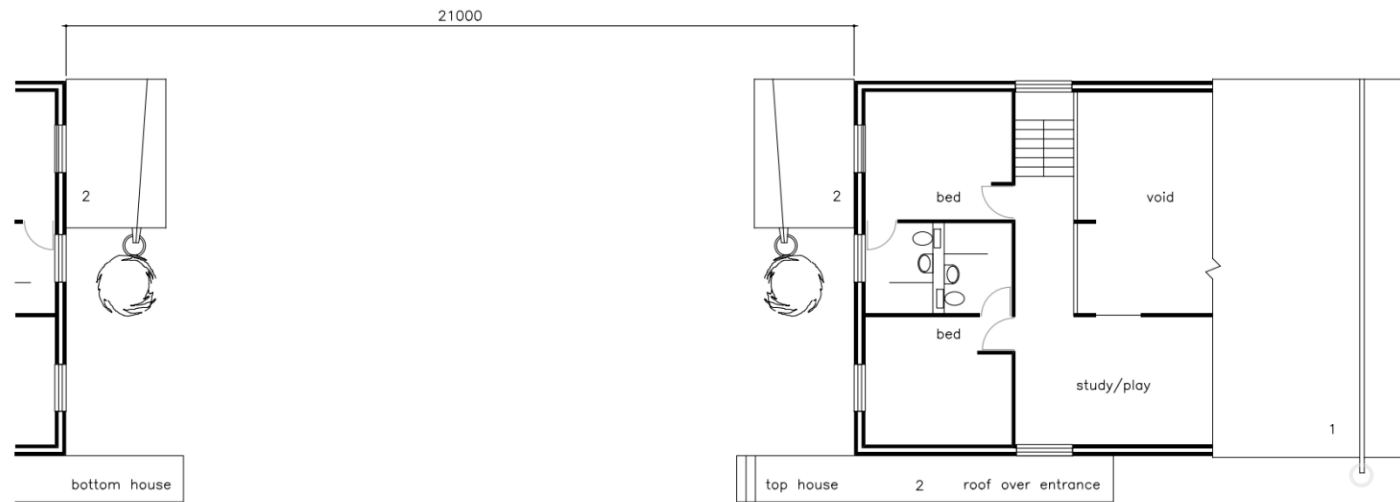 21000
2
2
bed
void
bed
study/play
1
bottom house
top house 2 roof over entrance